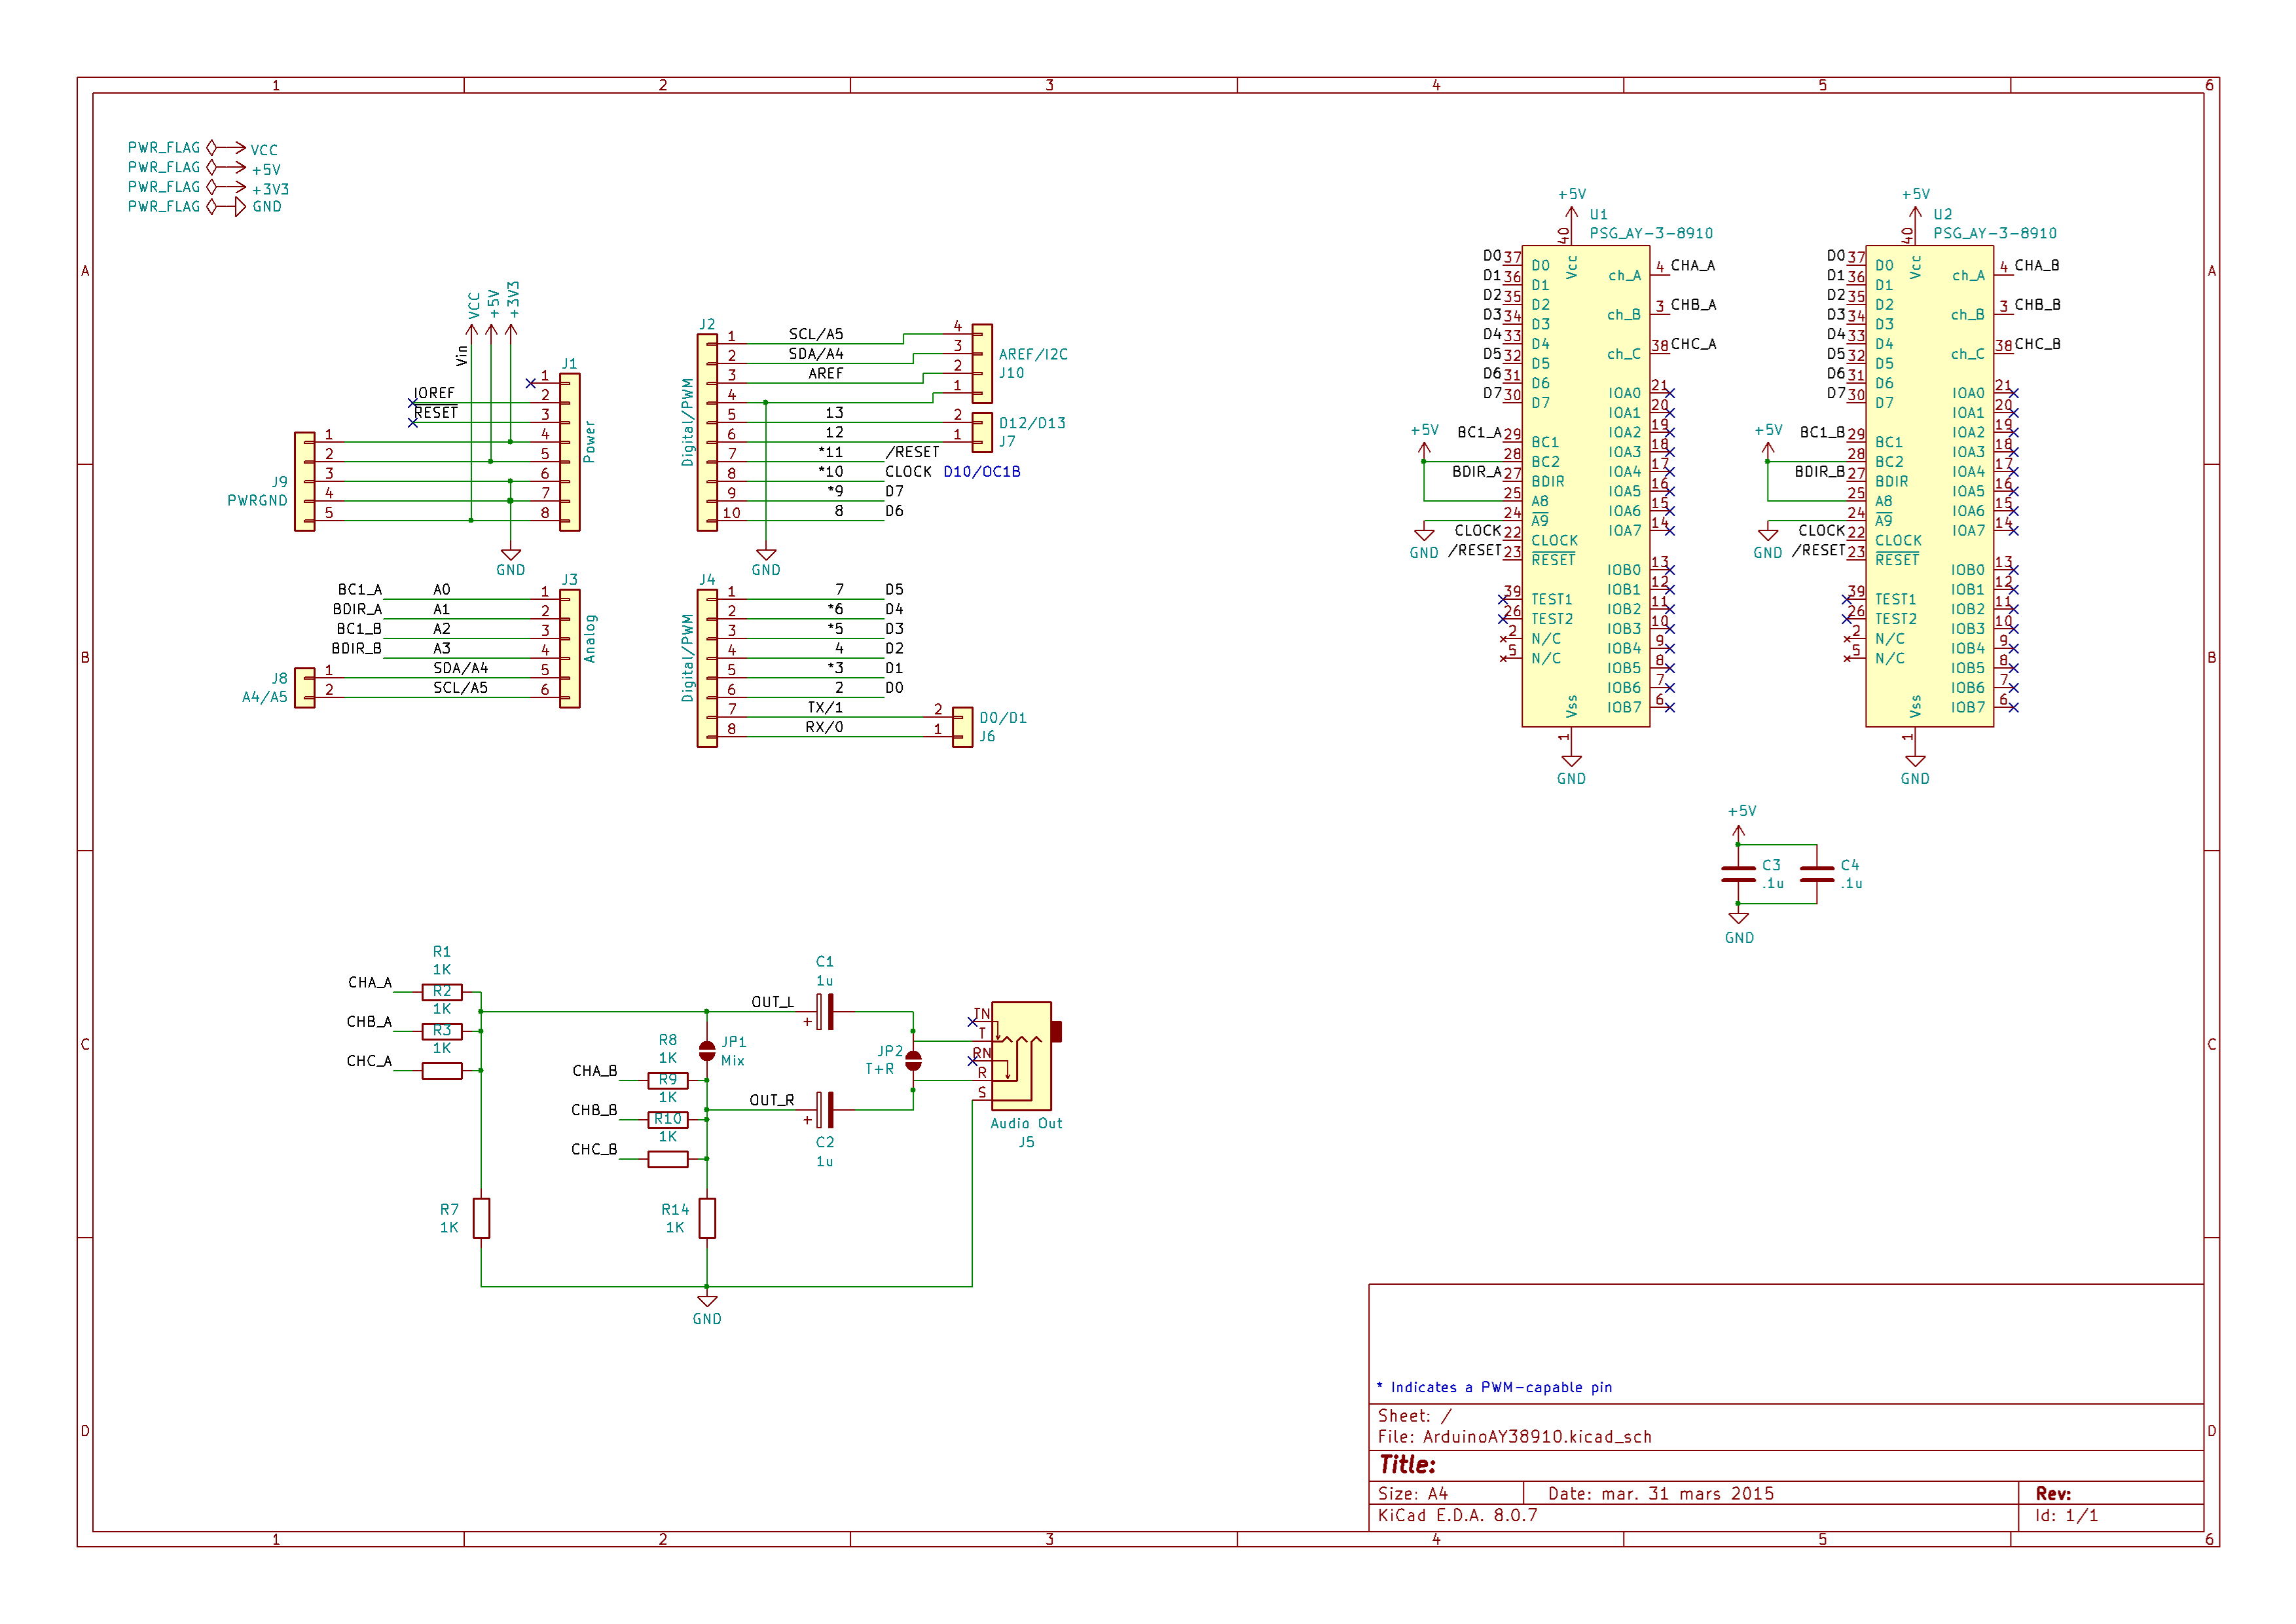 1 2 3 4 5 6
A
B
C
D
PWR_FLAG VCC
PWR_FLAG +5V
PWR_FLAG +3V3
PWR_FLAG GND
VCC
+5V
+3V3
Vin
IOREF
RESET
J1
Power
1
2
3
4
5
6
7
8
J9
PWRGND
1
2
3
4
5
GND
BC1_A A0 1
BDIR_A A1 2
BC1_B A2 3
BDIR_B A3 4
SDA/A4 5
SCL/A5 6
J3
Analog
J8
A4/A5
1
2
J2
Digital/PWM
1 SCL/A5
2 SDA/A4
3 AREF
4
5 13
6 12
7 *11 /RESET
8 *10 CLOCK D10/OC1B
9 *9 D7
10 8 D6
4
3
2
1
AREF/I2C
J10
2
1
D12/D13
J7
GND
J4
Digital/PWM
1 7 D5
2 *6 D4
3 *5 D3
4 4 D2
5 *3 D1
6 2 D0
7 TX/1
8 RX/0
2
1
D0/D1
J6
+5V
U1
PSG_AY-3-8910
40
Vcc
D0 37 D0
D1 36 D1
D2 35 D2
D3 34 D3
D4 33 D4
D5 32 D5
D6 31 D6
D7 30 D7
+5V
BC1_A 29 BC1
28 BC2
BDIR_A 27 BDIR
25 A8
24 A9
GND
CLOCK 22 CLOCK
/RESET 23 RESET
39 TEST1
26 TEST2
2 N/C
5 N/C
ch_A 4 CHA_A
ch_B 3 CHB_A
ch_C 38 CHC_A
IOA0 21
IOA1 20
IOA2 19
IOA3 18
IOA4 17
IOA5 16
IOA6 15
IOA7 14
IOB0 13
IOB1 12
IOB2 11
IOB3 10
IOB4 9
IOB5 8
IOB6 7
IOB7 6
Vss
1
GND
+5V
U2
PSG_AY-3-8910
40
Vcc
D0 37 D0
D1 36 D1
D2 35 D2
D3 34 D3
D4 33 D4
D5 32 D5
D6 31 D6
D7 30 D7
+5V
BC1_B 29 BC1
28 BC2
BDIR_B 27 BDIR
25 A8
24 A9
GND
CLOCK 22 CLOCK
/RESET 23 RESET
39 TEST1
26 TEST2
2 N/C
5 N/C
ch_A 4 CHA_B
ch_B 3 CHB_B
ch_C 38 CHC_B
IOA0 21
IOA1 20
IOA2 19
IOA3 18
IOA4 17
IOA5 16
IOA6 15
IOA7 14
IOB0 13
IOB1 12
IOB2 11
IOB3 10
IOB4 9
IOB5 8
IOB6 7
IOB7 6
Vss
1
GND
+5V
C3
.1u
C4
.1u
GND
R1
1K
CHA_A
R2
1K
CHB_A
R3
1K
CHC_A
R7
1K
R8
1K
CHA_B
R9
1K
CHB_B
R10
1K
CHC_B
R14
1K
JP1
Mix
OUT_L
C1
1u
+
OUT_R
+
C2
1u
JP2
T+R
TN
T
RN
R
S
Audio Out
J5
GND
* Indicates a PWM-capable pin
Sheet: /
File: ArduinoAY38910.kicad_sch
Title:
Size: A4 Date: mar. 31 mars 2015 Rev:
KiCad E.D.A. 8.0.7 Id: 1/1
A
B
C
D
1 2 3 4 5 6